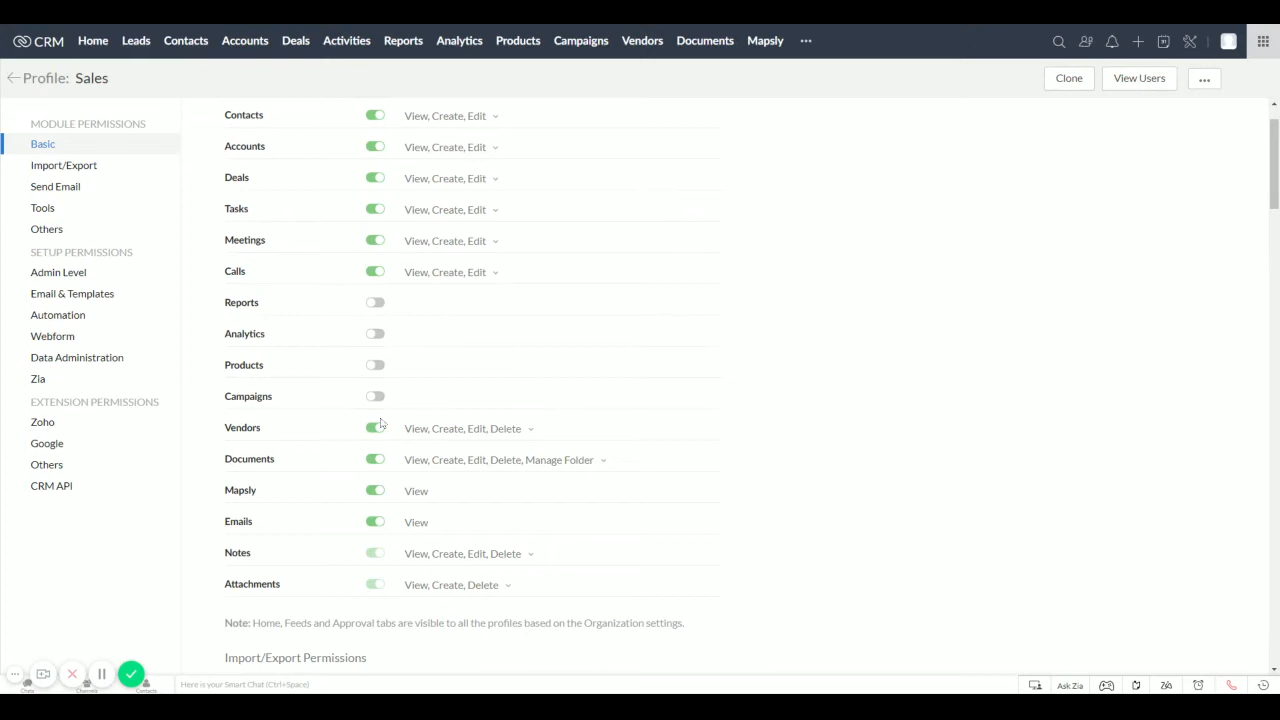 CRM Home Leads Contacts Accounts Deals Activities Reports Analytics Products Campaigns Vendors Documents Mapsly ...
Profile: Sales Clone View Users ...
MODULE PERMISSIONS
Basic
Import/Export
Send Email
Tools
Others
SETUP PERMISSIONS
Admin Level
Email & Templates
Automation
Webform
Data Administration
Zia
EXTENSION PERMISSIONS
Zoho
Google
Others
CRM API
Contacts View, Create, Edit
Accounts View, Create, Edit
Deals View, Create, Edit
Tasks View, Create, Edit
Meetings View, Create, Edit
Calls View, Create, Edit
Reports
Analytics
Products
Campaigns
Vendors View, Create, Edit, Delete
Documents View, Create, Edit, Delete, Manage Folder
Mapsly View
Emails View
Notes View, Create, Edit, Delete
Attachments View, Create, Delete
Note: Home, Feeds and Approval tabs are visible to all the profiles based on the Organization settings.
Import/Export Permissions
Chats Channels Contacts Here is your Smart Chat (Ctrl+Space) Ask Zia